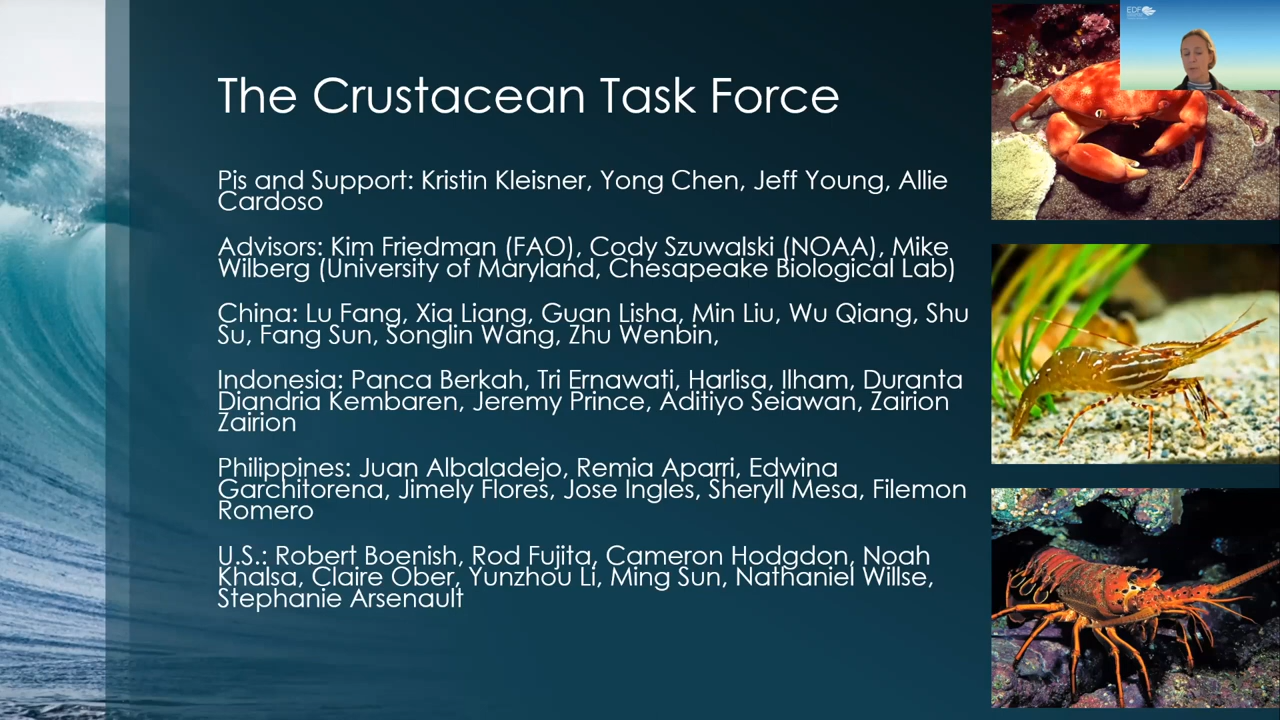 The Crustacean Task Force
Pis and Support: Kristin Kleisner, Yong Chen, Jeff Young, Allie
Cardoso
Advisors: Kim Friedman (FAO), Cody Szuwalski (NOAA), Mike
Wilberg (University of Maryland, Chesapeake Biological Lab)
China: Lu Fang, Xia Liang, Guan Lisha, Min Liu, Wu Qiang, Shu
Su, Fang Sun, Songlin Wang, Zhu Wenbin,
Indonesia: Panca Berkah, Tri Ernawati, Harlisa, Ilham, Duranta
Diandria Kembaren, Jeremy Prince, Aditiyo Seiawan, Zairion
Zairion
Philippines: Juan Albaladejo, Remia Aparri, Edwina
Garchitorena, Jimely Flores, Jose Ingles, Sheryll Mesa, Filemon
Romero
U.S.: Robert Boenish, Rod Fujita, Cameron Hodgdon, Noah
Khalsa, Claire Ober, Yunzhou Li, Ming Sun, Nathaniel Willse,
Stephanie Arsenault
EDF